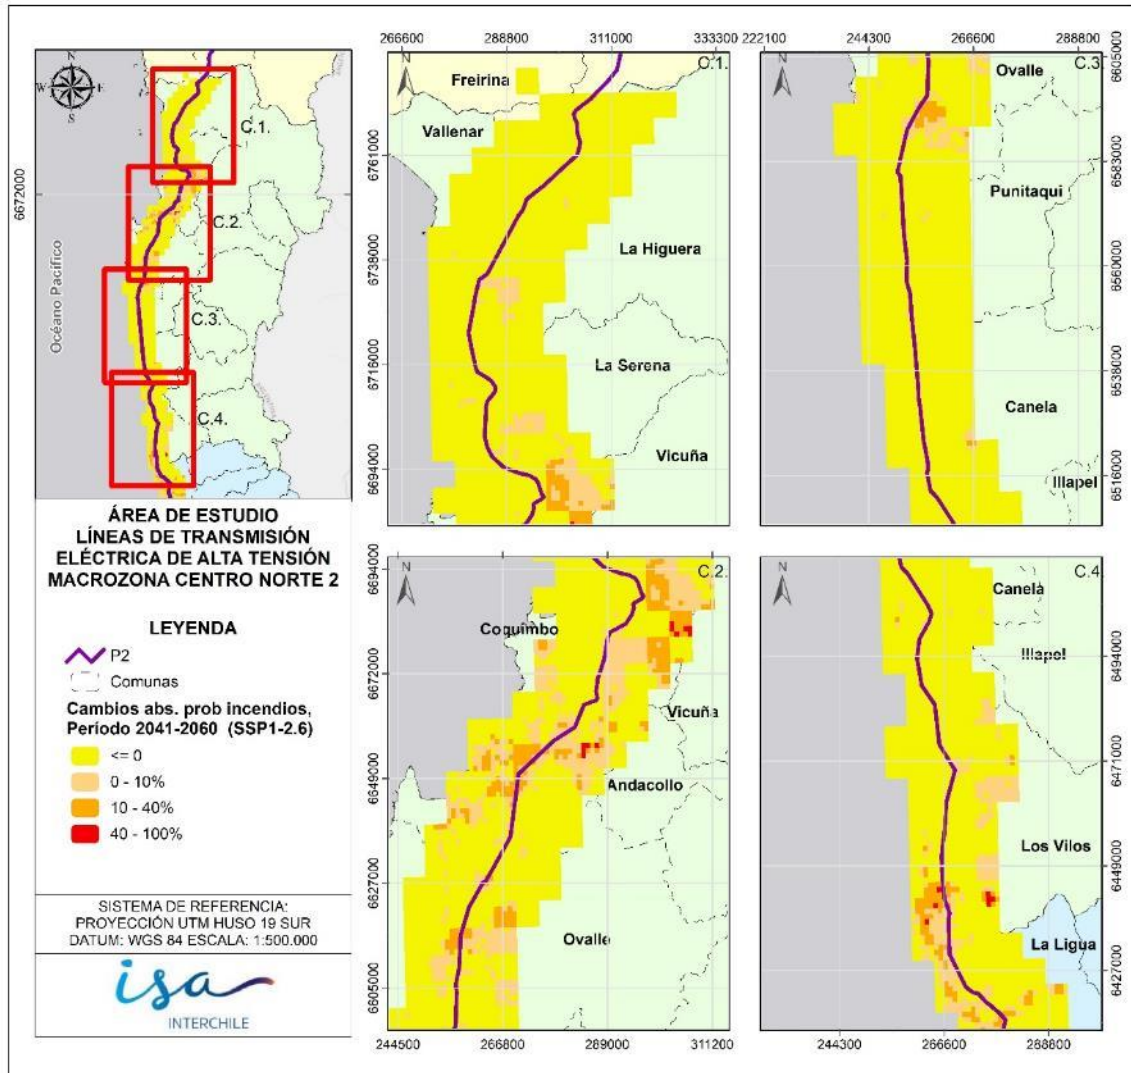 N
W
E
S
6672000
Océano Pacífico
C.1.
C.2.
C.3.
C.4.
ÁREA DE ESTUDIO
LÍNEAS DE TRANSMISIÓN
ELÉCTRICA DE ALTA TENSIÓN
MACROZONA CENTRO NORTE 2
LEYENDA
P2
Comunas
Cambios abs. prob incendios,
Período 2041-2060 (SSP1-2.6)
<= 0
0 - 10%
10 - 40%
40 - 100%
SISTEMA DE REFERENCIA:
PROYECCIÓN UTM HUSO 19 SUR
DATUM: WGS 84 ESCALA: 1:500.000
isa
INTERCHILE
266600 288800 311000 333300
N
C.1.
Freirina
Vallenar
La Higuera
La Serena
Vicuña
6761000
6738000
6716000
6694000
222100 244300 266600 288800
N
C.3
Ovalle
Punitaqui
Canela
Illapel
6605000
6583000
6560000
6538000
6516000
N
C.2.
Coquimbo
Vicuña
Andacollo
Ovalle
6694000
6672000
6649000
6627000
6605000
244500 266800 289000 311200
N
C.4.
Canela
Illapel
Los Vilos
La Ligua
6494000
6471000
6449000
6427000
244300 266600 288800